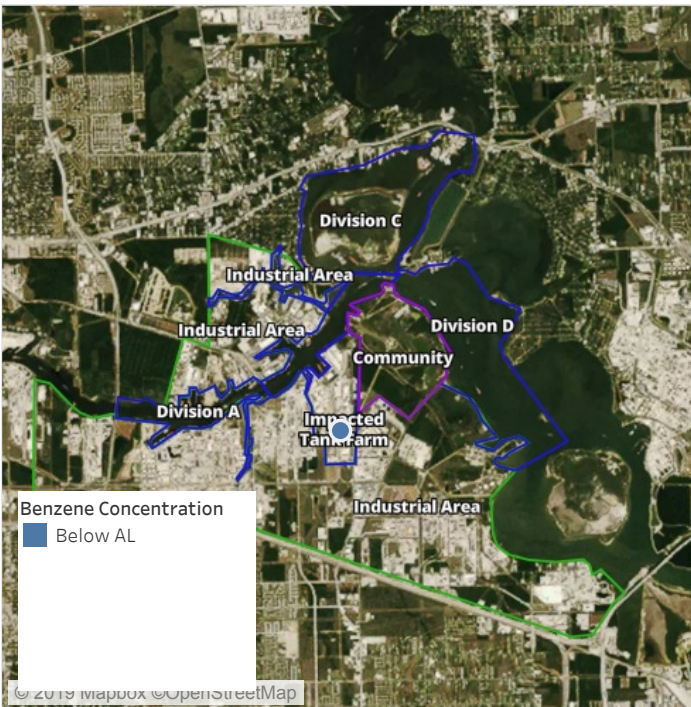 Division C
Industrial Area
Division D
Industrial Area
Community
Division A
Impacted
Tank Farm
Industrial Area
Benzene Concentration
Below AL
© 2019 Mapbox ©OpenStreetMap